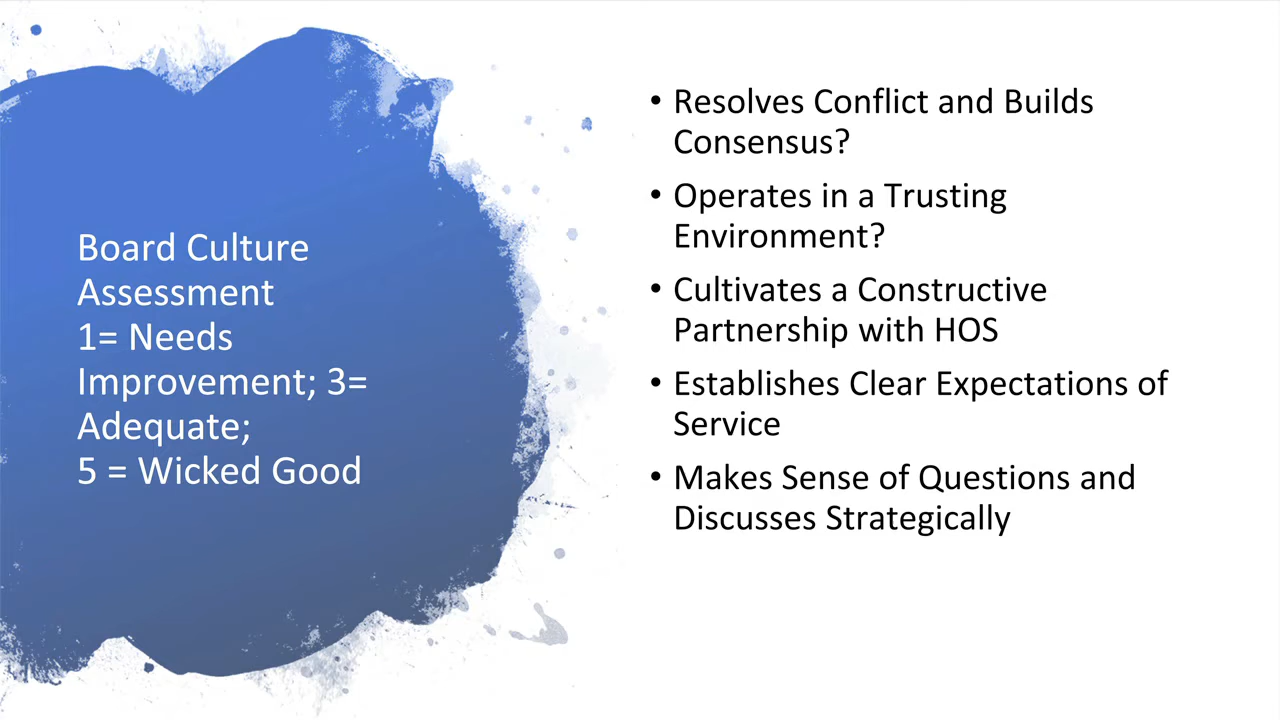 Board Culture
Assessment
1= Needs
Improvement; 3=
Adequate;
5 = Wicked Good
• Resolves Conflict and Builds
Consensus?
• Operates in a Trusting
Environment?
• Cultivates a Constructive
Partnership with HOS
• Establishes Clear Expectations of
Service
• Makes Sense of Questions and
Discusses Strategically